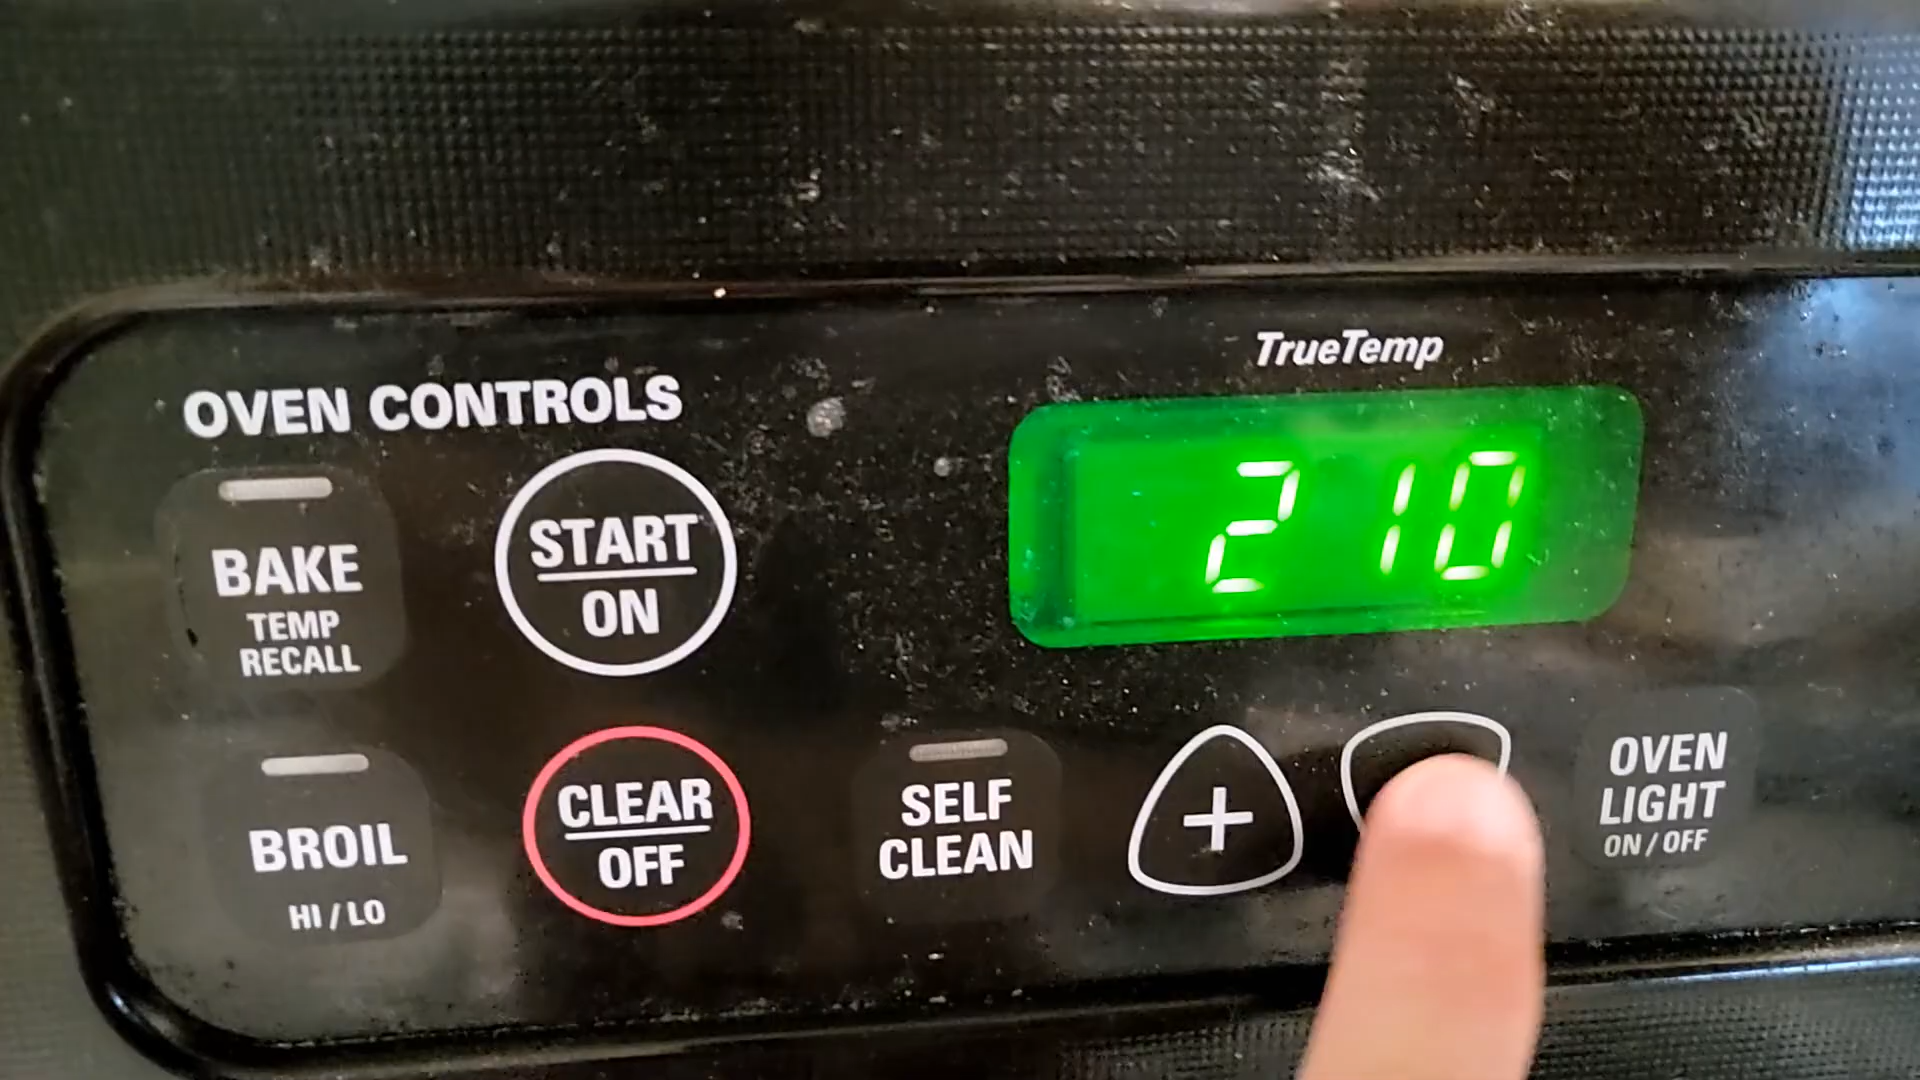 TrueTemp
OVEN CONTROLS
210
BAKE
TEMP
RECALL
START
ON
BROIL
HI / LO
CLEAR
OFF
SELF
CLEAN
+
OVEN
LIGHT
ON / OFF